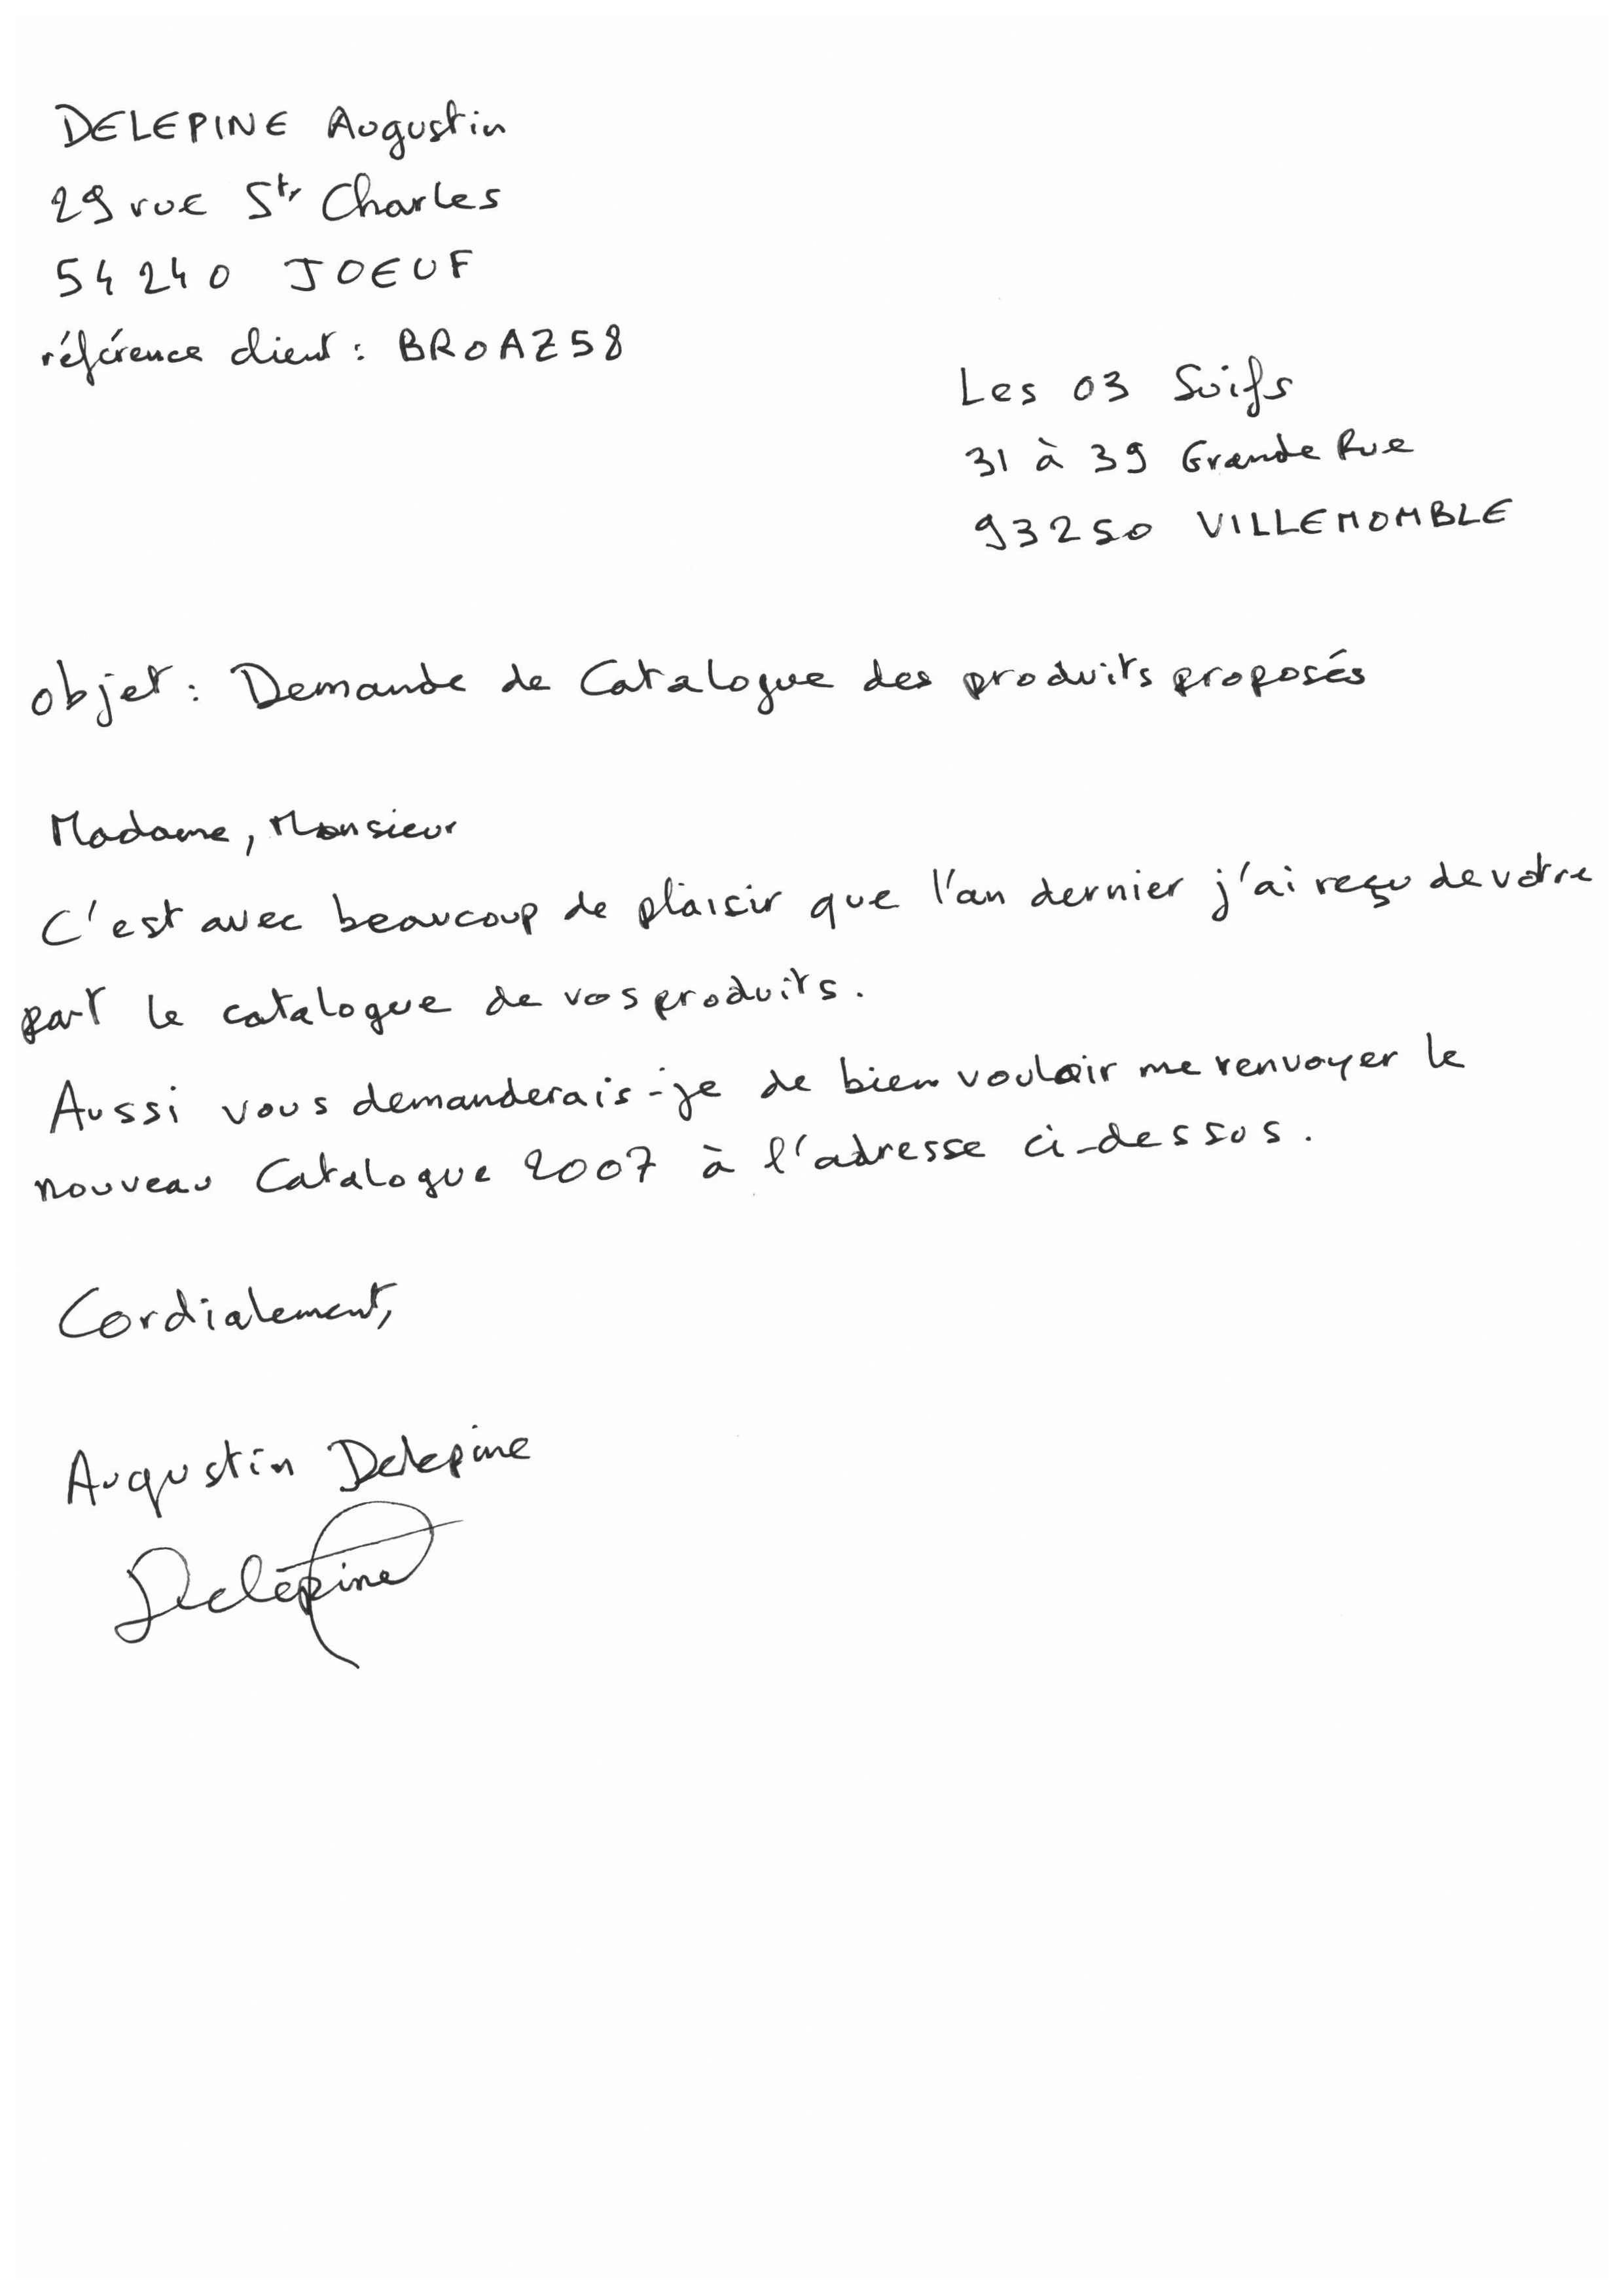 DELEPINE Augustin
29 rue St Charles
54240 JOEUF
référence client : BROAZ58
Les 03 Suifs
31 à 39 Grande Rue
93250 VILLEMOMBLE
objet : Demande de Catalogue des produits proposés
Madame, Monsieur
C'est avec beaucoup de plaisir que l'an dernier j'ai reçu de votre
part le catalogue de vos produits.
Aussi vous demanderais-je de bien vouloir me renvoyer le
nouveau Catalogue 2007 à l'adresse ci-dessus.
Cordialement,
Augustin Delepine
Delepine